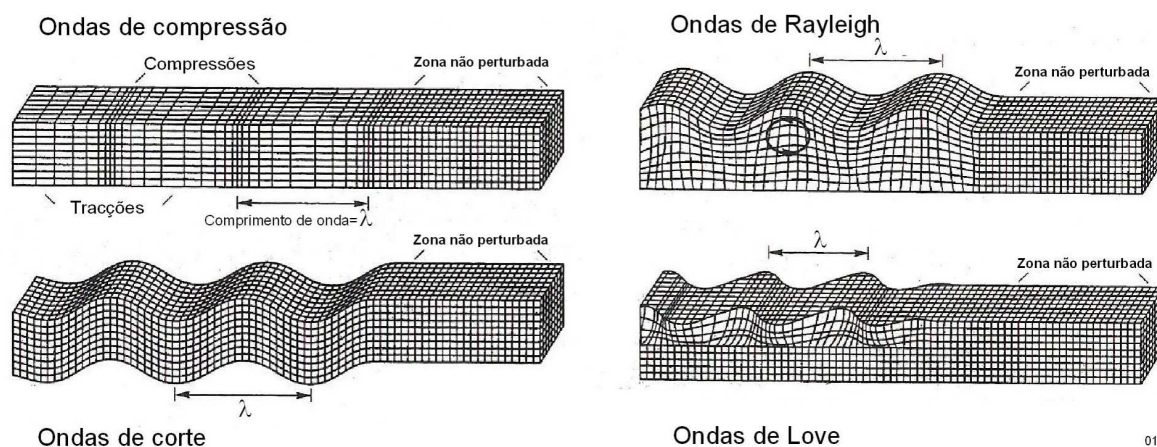 Ondas de compressão
Compressões
Zona não perturbada
Tracções
Comprimento de onda= λ
Zona não perturbada
λ
Ondas de corte
Ondas de Rayleigh
λ
Zona não perturbada
λ
Zona não perturbada
Ondas de Love
01